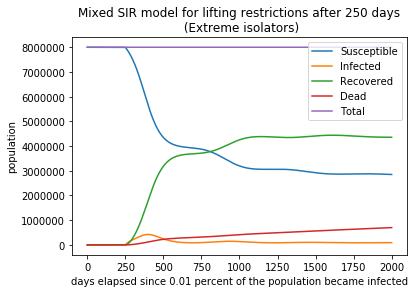 Mixed SIR model for lifting restrictions after 250 days
(Extreme isolators)
8000000
7000000
6000000
5000000
4000000
3000000
2000000
1000000
0
population
Susceptible
Infected
Recovered
Dead
Total
0 250 500 750 1000 1250 1500 1750 2000
days elapsed since 0.01 percent of the population became infected